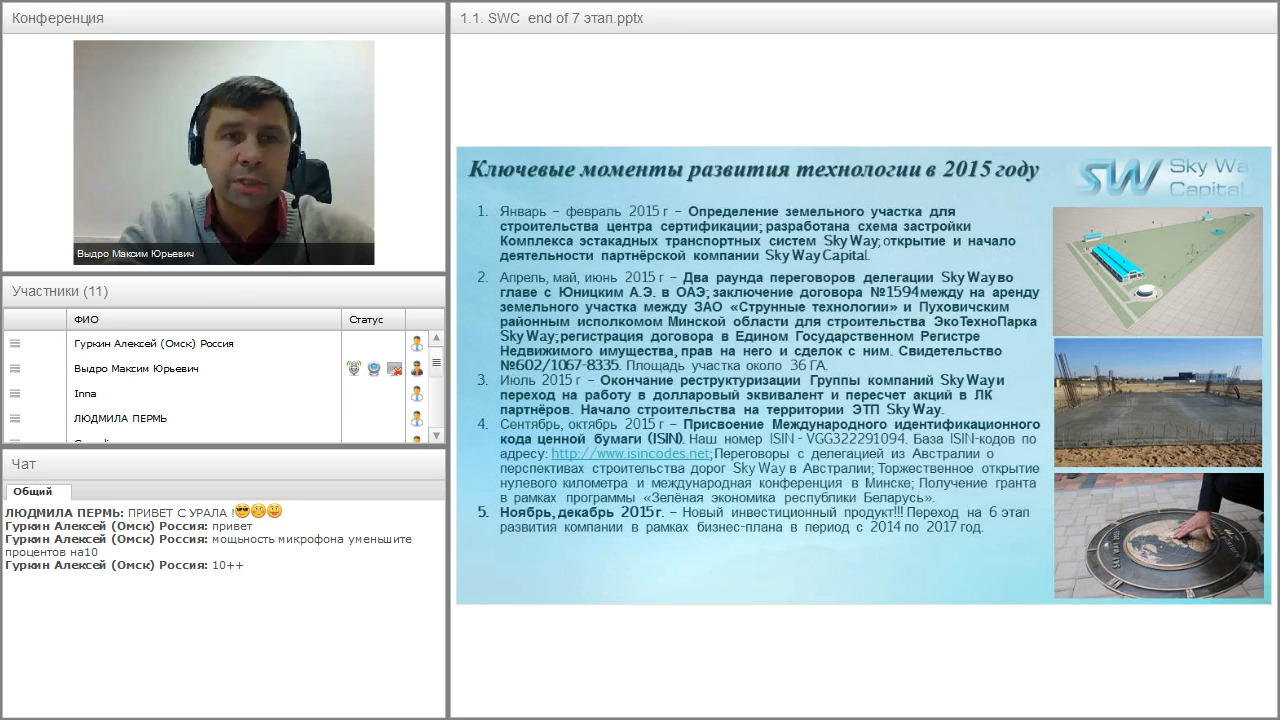 Конференция
Выдро Максим Юрьевич
Участники (11)
ФИО
Статус
Гуркин Алексей (Омск) Россия
Выдро Максим Юрьевич
Inna
ЛЮДМИЛА ПЕРМЬ
Чат
Общий
ЛЮДМИЛА ПЕРМЬ: ПРИВЕТ С УРАЛА !
Гуркин Алексей (Омск) Россия: привет
Гуркин Алексей (Омск) Россия: мощьность микрофона уменьшите
процентов на10
Гуркин Алексей (Омск) Россия: 10++
1.1. SWC end of 7 этап.pptx
Ключевые моменты развития технологии в 2015 году
SW Sky Wa
Capital
1. Январь – февраль 2015 г – Определение земельного участка для
строительства центра сертификации; разработана схема застройки
Комплекса эстакадных транспортных систем Sky Way; открытие и начало
деятельности партнёрской компании Sky Way Capital.
2. Апрель, май, июнь 2015 г – Два раунда переговоров делегации Sky Way во
главе с Юницким А.Э. в ОАЭ; заключение договора №1594 между на аренду
земельного участка между ЗАО «Струнные технологии» и Пуховичским
районным исполкомом Минской области для строительства ЭкоТехноПарка
Sky Way; регистрация договора в Едином Государственном Регистре
Недвижимого имущества, прав на него и сделок с ним. Свидетельство
№602/1067-8335. Площадь участка около 36 ГА.
3. Июль 2015 г – Окончание реструктуризации Группы компаний Sky Way и
переход на работу в долларовый эквивалент и пересчет акций в ЛК
партнёров. Начало строительства на территории ЭТП Sky Way.
4. Сентябрь, октябрь 2015 г – Присвоение Международного идентификационного
кода ценной бумаги (ISIN). Наш номер ISIN - VGG322291094. База ISIN-кодов по
адресу: http://www.isincodes.net; Переговоры с делегацией из Австралии о
перспективах строительства дорог Sky Way в Австралии; Торжественное открытие
нулевого километра и международная конференция в Минске; Получение гранта
в рамках программы «Зелёная экономика республики Беларусь».
5. Ноябрь, декабрь 2015 г. – Новый инвестиционный продукт!!! Переход на 6 этап
развития компании в рамках бизнес-плана в период с 2014 по 2017 год.
SKY WAY